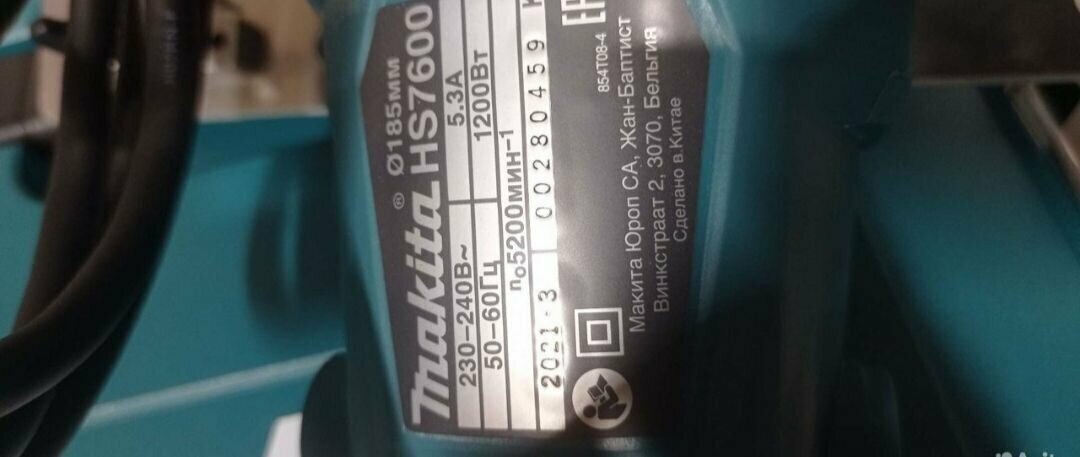 Makita® Ø185мм
HS7600
230–240В~ 5.3A
50–60Гц 1200Вт
n₀5200мин⁻¹
2021.3 00280459
854T08-4
Макита Юроп СА, Жан-Баптист
Винкстраат 2, 3070, Бельгия
Сделано в.Китае